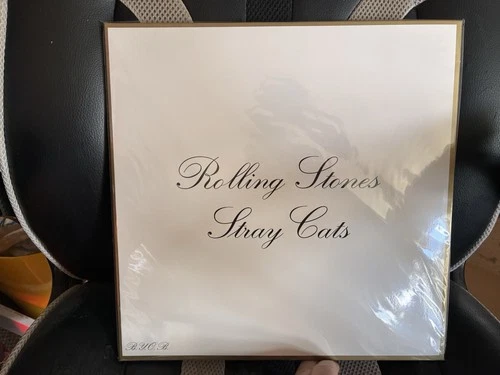 Rolling Stones
Stray Cats
B.Y.O.B.